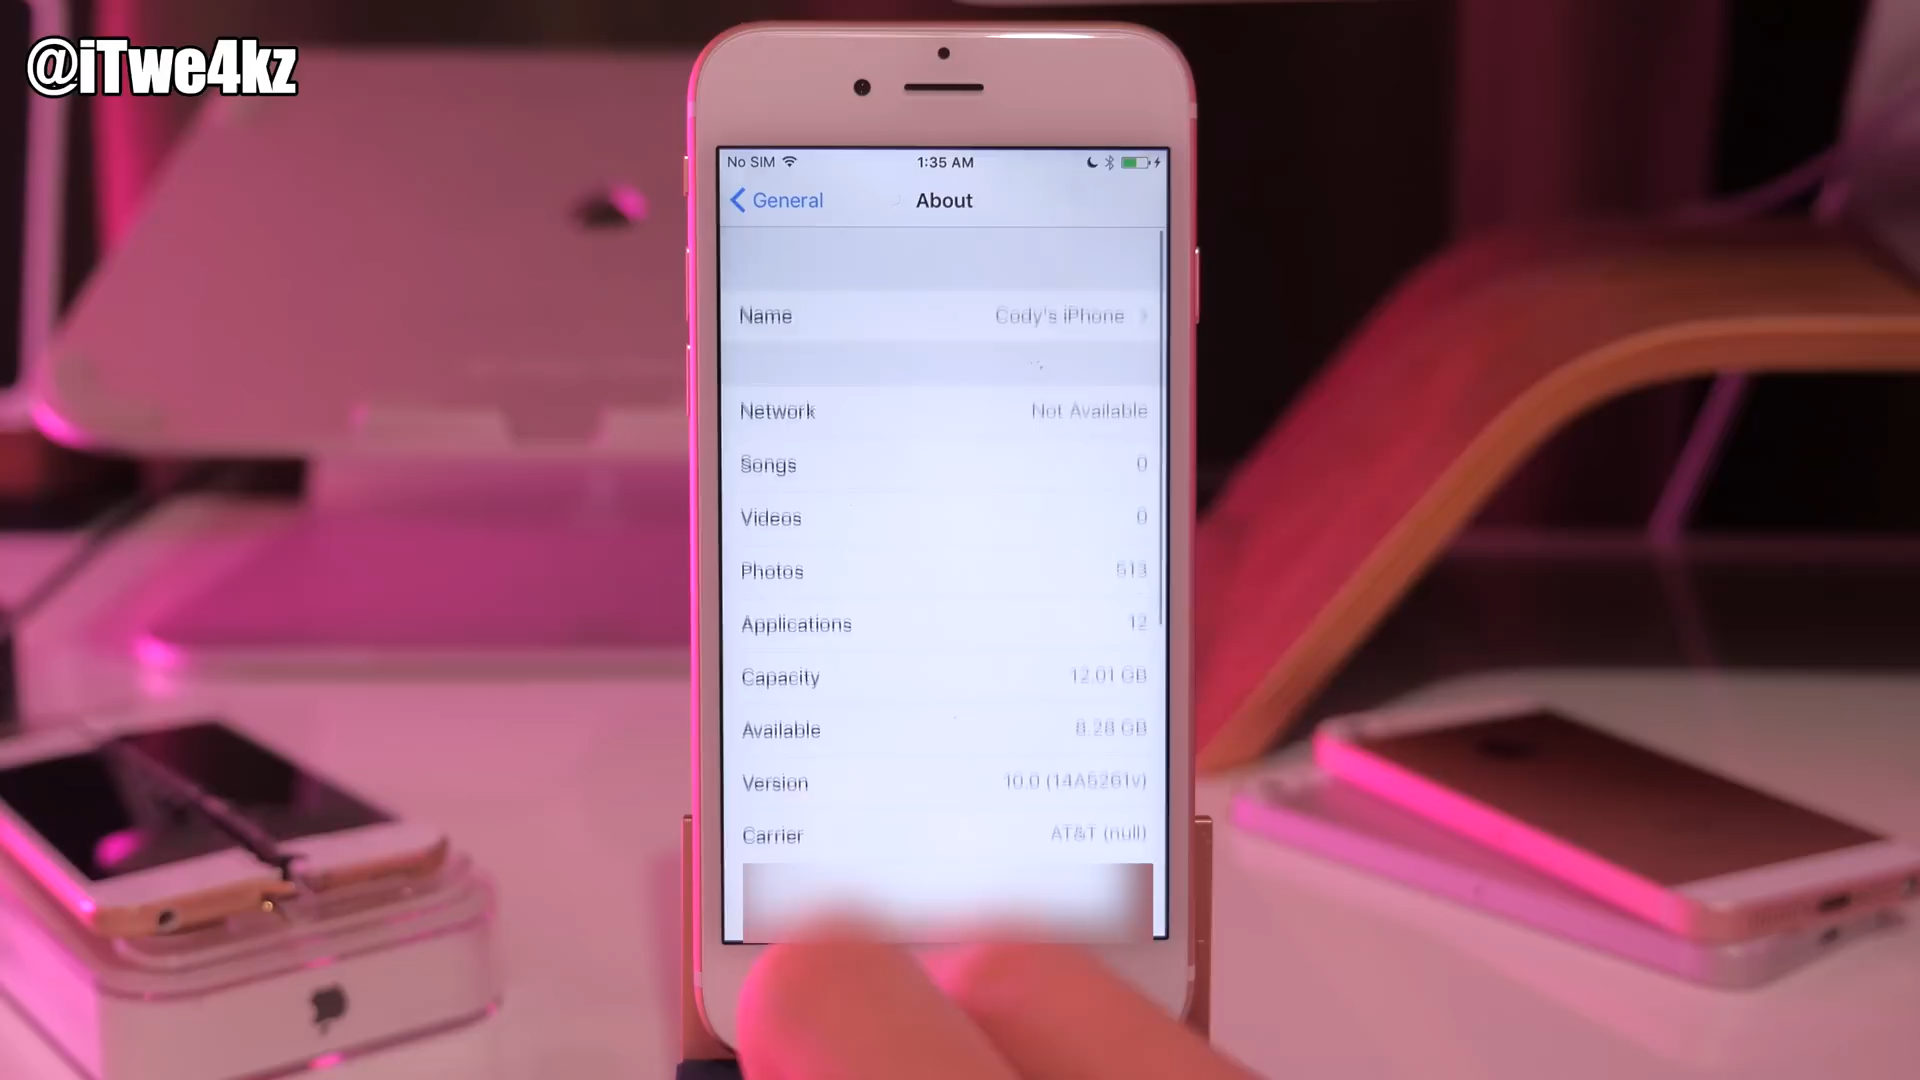 @iTwe4kz
No SIM 1:35 AM
General About
Name Cody's iPhone
Network Not Available
Songs 0
Videos 0
Photos 513
Applications 12
Capacity 12.01 GB
Available 8.28 GB
Version 10.0 (14A5261v)
Carrier AT&T (null)